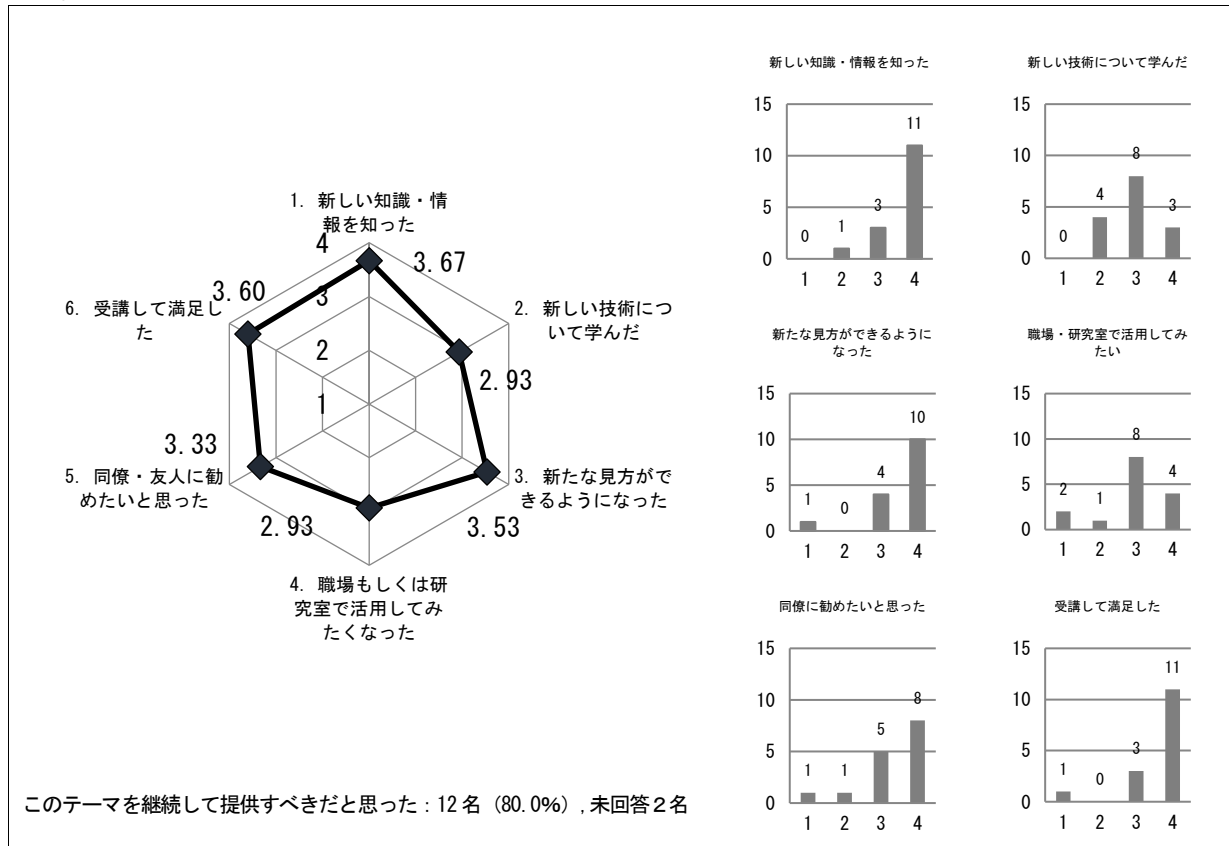 1. 新しい知識・情
報を知った
4
3.67
3.60
3
6. 受講して満足し
た
2. 新しい技術につ
いて学んだ
2
2.93
1
3.33
5. 同僚・友人に勧
めたいと思った
3. 新たな見方がで
きるようになった
2.93
3.53
4. 職場もしくは研
究室で活用してみ
たくなった
このテーマを継続して提供すべきだと思った：12名（80.0%）,未回答２名
新しい知識・情報を知った
15
10
5
0
0
1
3
11
1 2 3 4
新しい技術について学んだ
15
10
5
0
0
4
8
3
1 2 3 4
新たな見方ができるように
なった
15
10
5
0
1
0
4
10
1 2 3 4
職場・研究室で活用してみ
たい
15
10
5
0
2
1
8
4
1 2 3 4
同僚に勧めたいと思った
15
10
5
0
1
1
5
8
1 2 3 4
受講して満足した
15
10
5
0
1
0
3
11
1 2 3 4